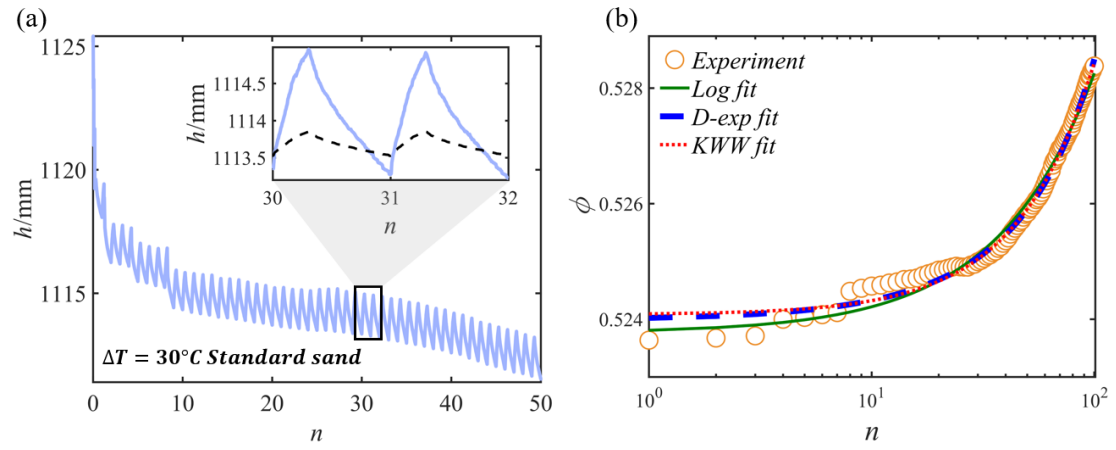 (a)
h/mm
1125
1120
1115
0
10
20
30
40
50
n
ΔT = 30°C Standard sand
h/mm
1114.5
1114
1113.5
30
31
32
n
(b)
ϕ
0.528
0.526
0.524
10⁰
10¹
10²
n
Experiment
Log fit
D-exp fit
KWW fit